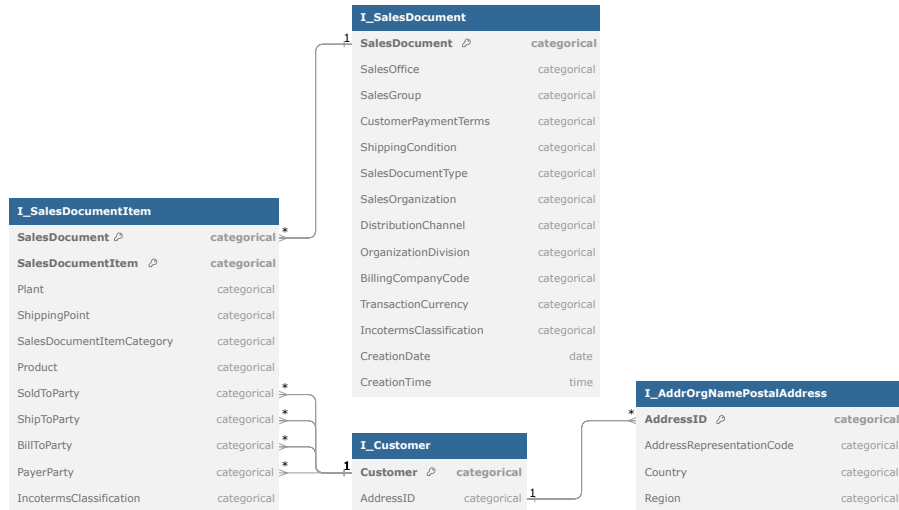 I_SalesDocument
1
SalesDocument categorical
SalesOffice categorical
SalesGroup categorical
CustomerPaymentTerms categorical
ShippingCondition categorical
SalesDocumentType categorical
SalesOrganization categorical
DistributionChannel categorical
OrganizationDivision categorical
BillingCompanyCode categorical
TransactionCurrency categorical
IncotermsClassification categorical
CreationDate date
CreationTime time
I_SalesDocumentItem
SalesDocument categorical *
SalesDocumentItem categorical
Plant categorical
ShippingPoint categorical
SalesDocumentItemCategory categorical
Product categorical
SoldToParty categorical *
ShipToParty categorical *
BillToParty categorical *
PayerParty categorical *
IncotermsClassification categorical
I_Customer
1 Customer categorical
AddressID categorical 1
I_AddrOrgNamePostalAddress
* AddressID categorical
AddressRepresentationCode categorical
Country categorical
Region categorical